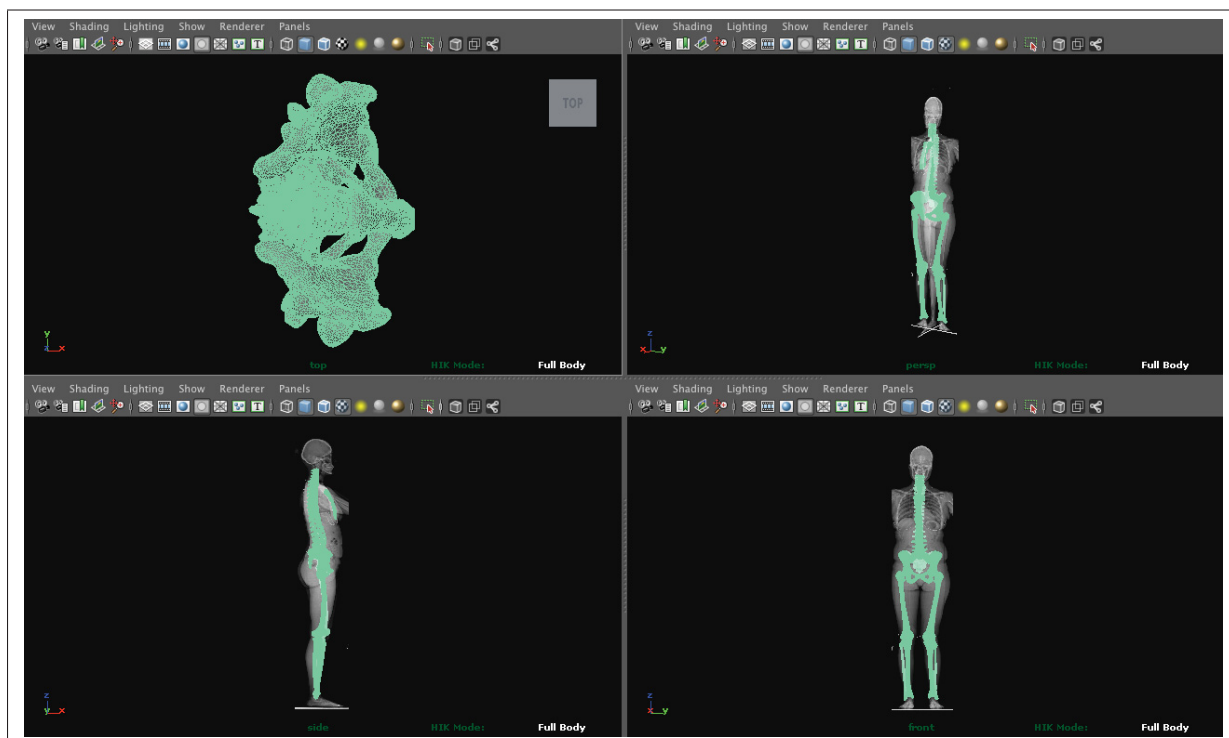 View Shading Lighting Show Renderer Panels
View Shading Lighting Show Renderer Panels
T
T
TOP
y
x
top HIK Mode: Full Body
z
x y
persp HIK Mode: Full Body
View Shading Lighting Show Renderer Panels
View Shading Lighting Show Renderer Panels
T
T
z
y x
side HIK Mode: Full Body
z
x y
front HIK Mode: Full Body